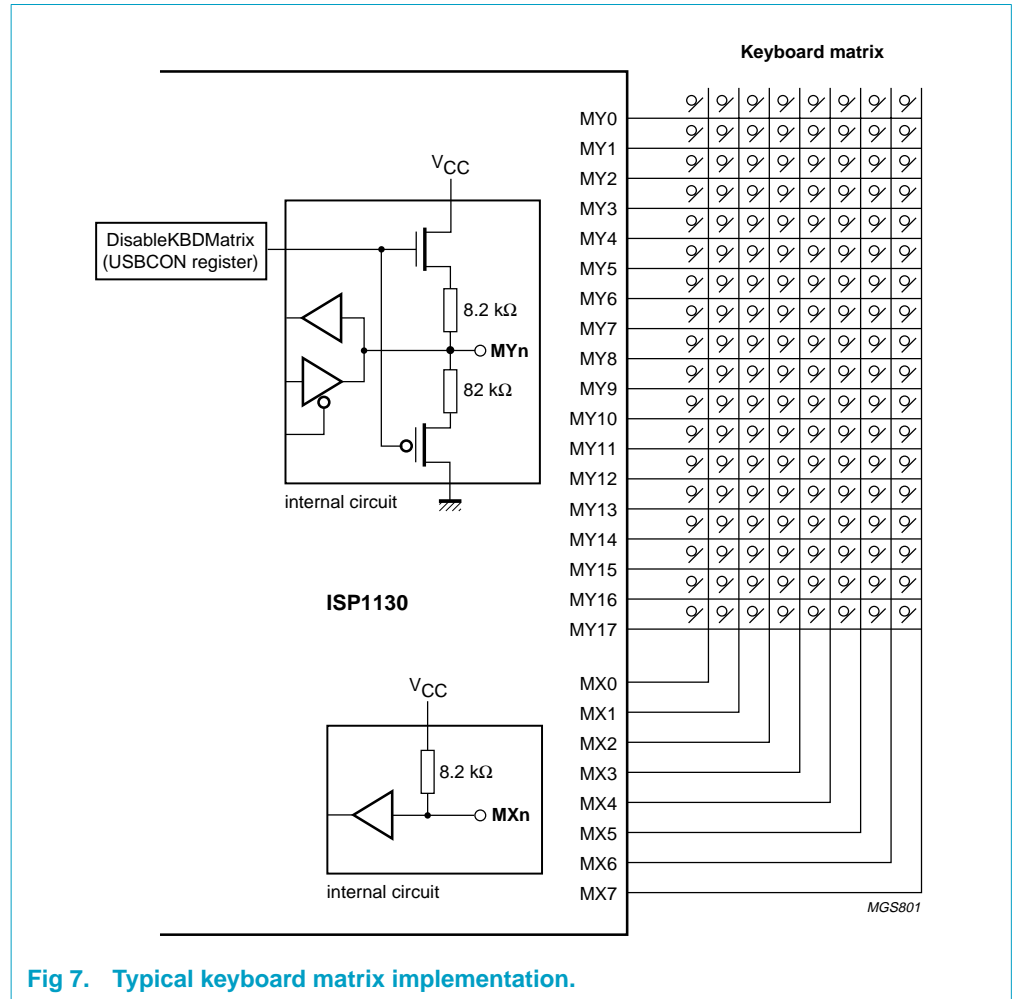 Keyboard matrix
MY0
MY1
MY2
MY3
MY4
MY5
MY6
MY7
MY8
MY9
MY10
MY11
MY12
MY13
MY14
MY15
MY16
MY17
MX0
MX1
MX2
MX3
MX4
MX5
MX6
MX7
VCC
DisableKBDMatrix
(USBCON register)
8.2 kΩ
MYn
82 kΩ
internal circuit
ISP1130
VCC
8.2 kΩ
MXn
internal circuit
MGS801
Fig 7. Typical keyboard matrix implementation.